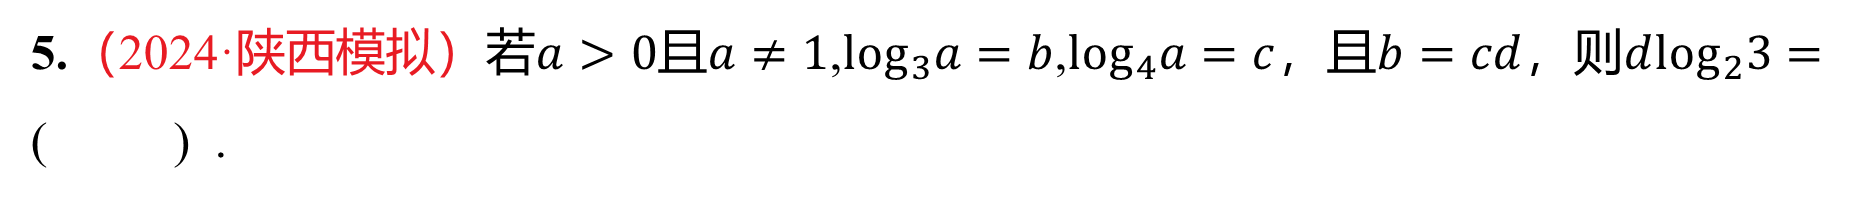 5.（2024·陕西模拟）若a > 0且a ≠ 1,log₃a = b,log₄a = c，且b = cd，则dlog₂3 =
(　　).